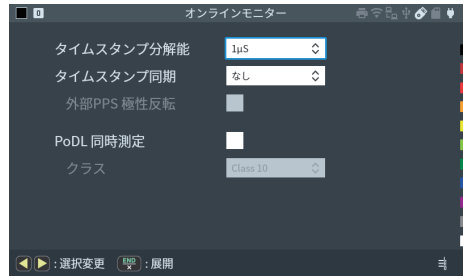 0 オンラインモニター
タイムスタンプ分解能 1μS
タイムスタンプ同期 なし
外部PPS 極性反転
PoDL 同時測定
クラス Class 10
:選択変更 END × :展開